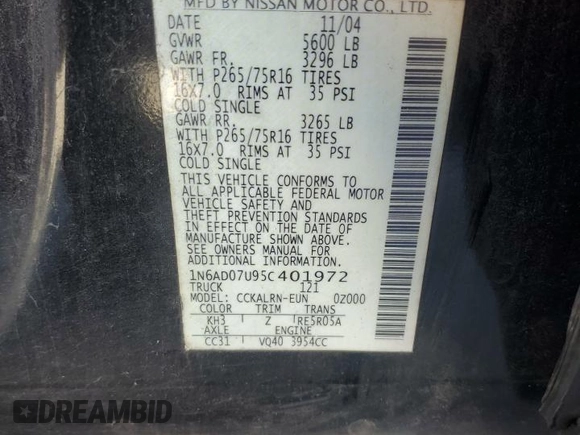 MFD BY NISSAN MOTOR CO., LTD.
DATE 11/04
GVWR 5600 LB
GAWR FR. 3296 LB
WITH P265/75R16 TIRES
16X7.0 RIMS AT 35 PSI
COLD SINGLE
GAWR RR. 3265 LB
WITH P265/75R16 TIRES
16X7.0 RIMS AT 35 PSI
COLD SINGLE
THIS VEHICLE CONFORMS TO
ALL APPLICABLE FEDERAL MOTOR
VEHICLE SAFETY AND
THEFT PREVENTION STANDARDS
IN EFFECT ON THE DATE OF
MANUFACTURE SHOWN ABOVE.
SEE OWNERS MANUAL FOR
ADDITIONAL INFORMATION
1N6AD07U95C401972
TRUCK 121
MODEL: CCKALRN-EUN 0Z000
COLOR TRIM TRANS
KH3 Z RE5R05A
AXLE ENGINE
CC31 VQ40 3954CC
DREAMBID